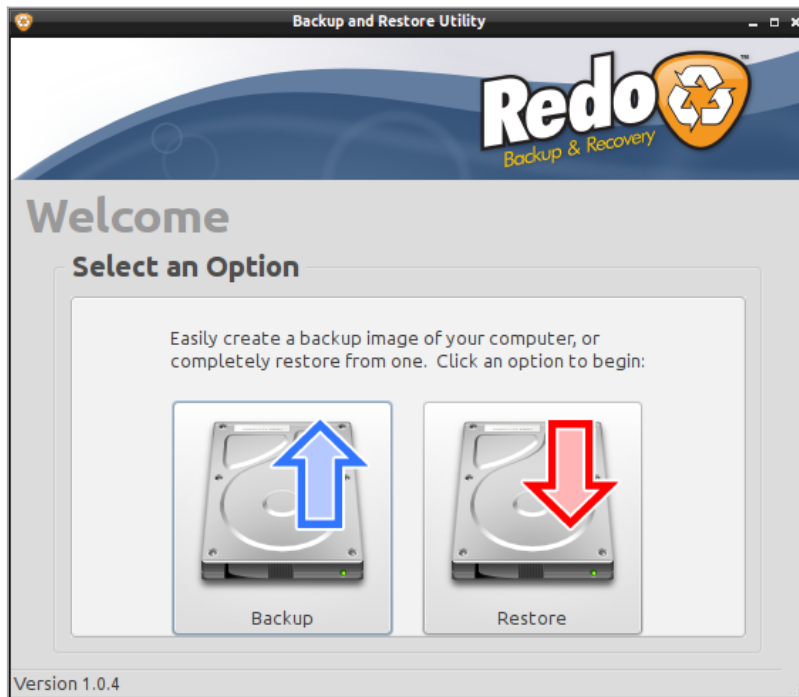 Backup and Restore Utility
Redo™
Backup & Recovery
Welcome
Select an Option
Easily create a backup image of your computer, or
completely restore from one. Click an option to begin:
Backup
Restore
Version 1.0.4